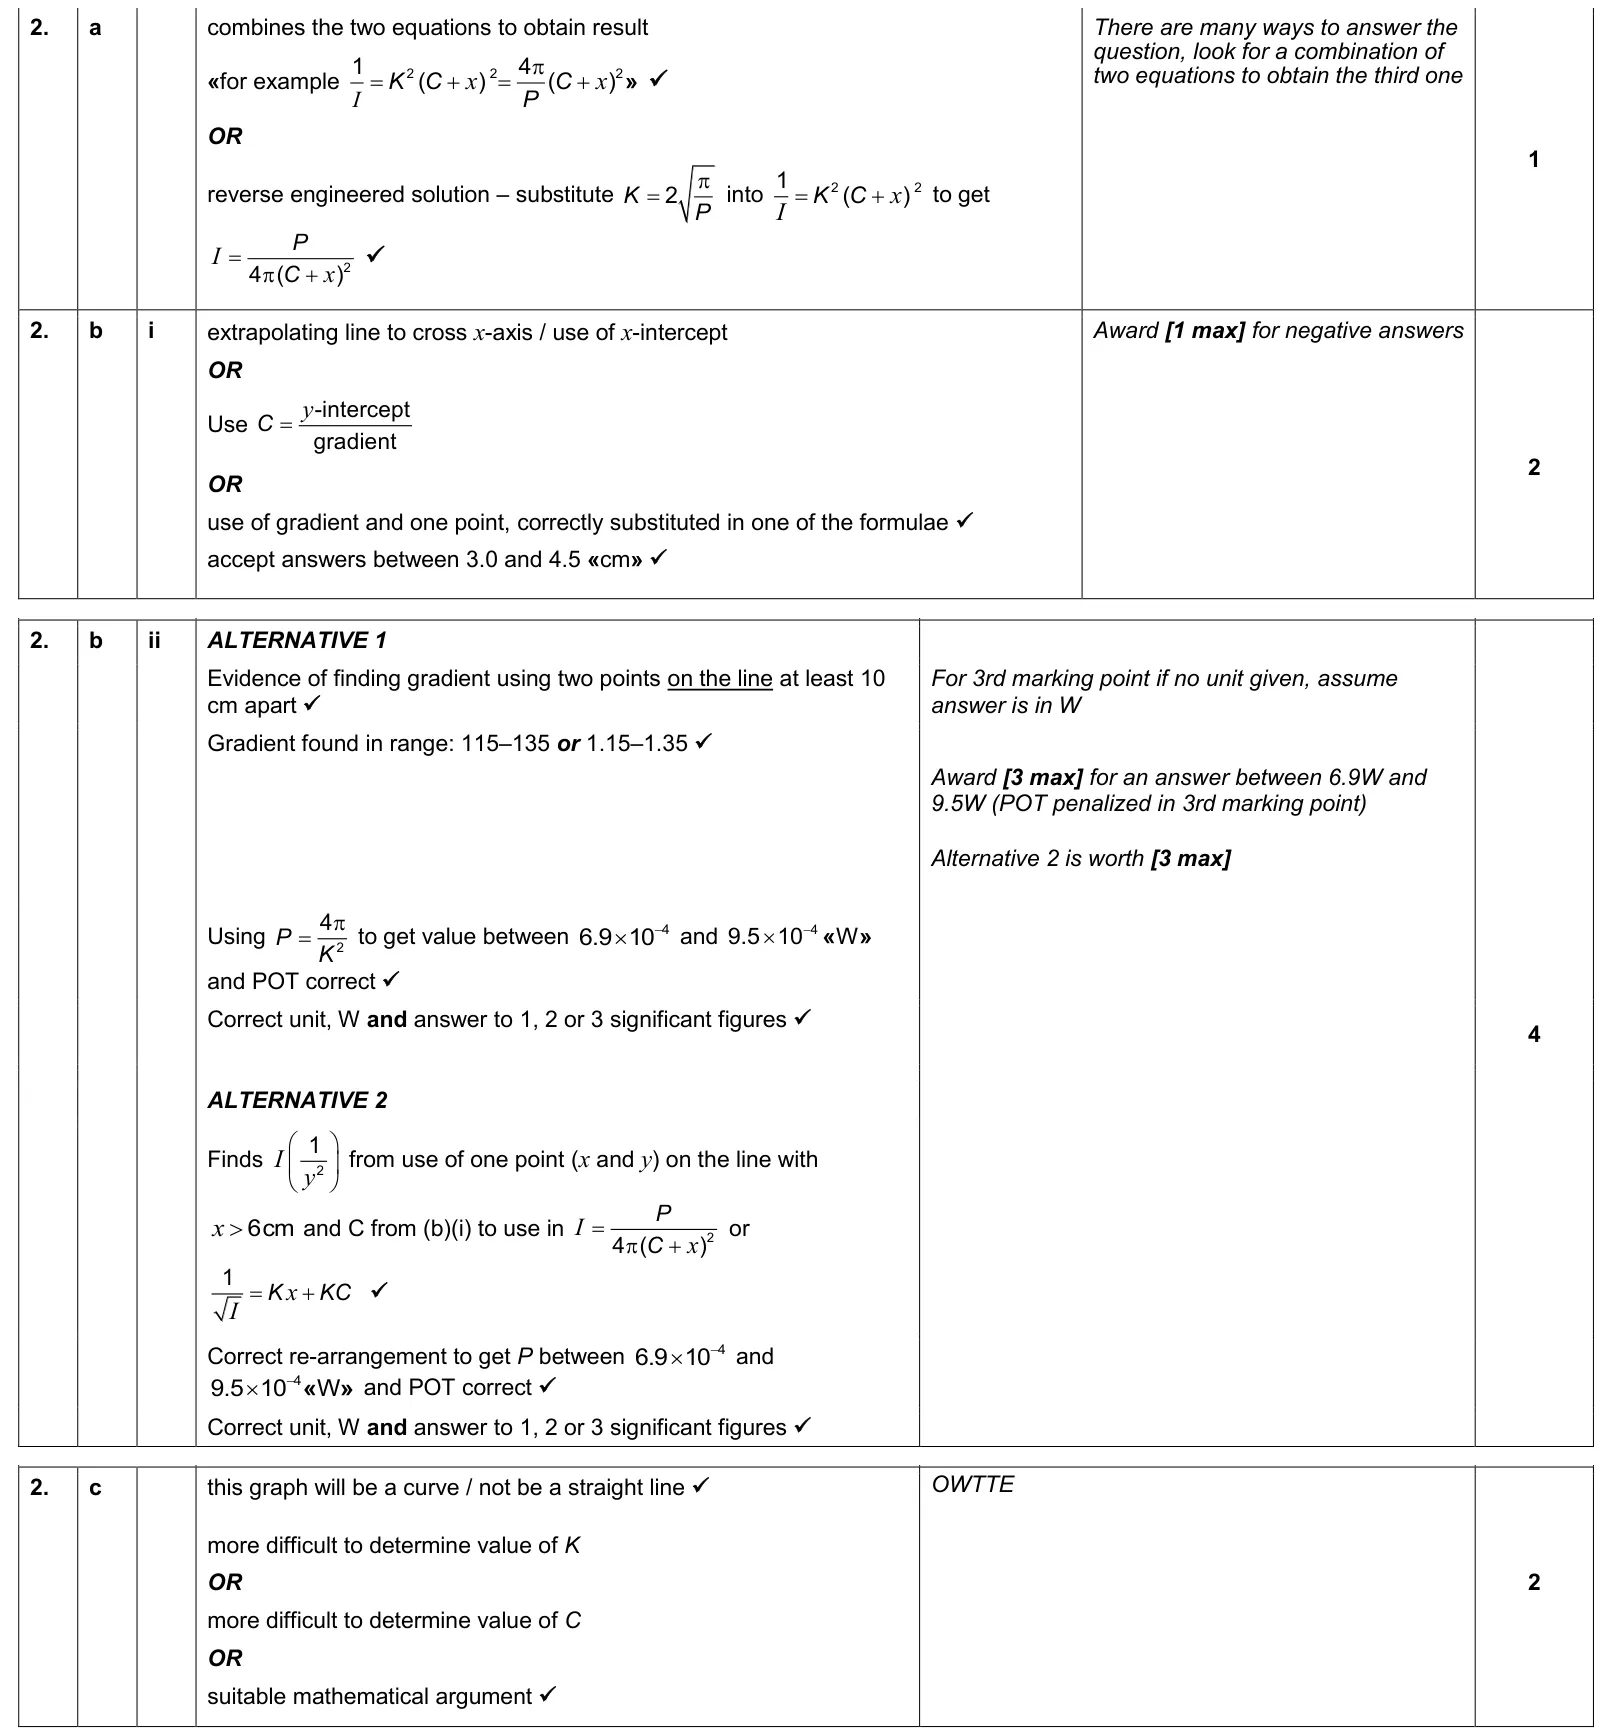 2. a combines the two equations to obtain result There are many ways to answer the
question, look for a combination of
two equations to obtain the third one
«for example 1/I = K² (C + x) ² = 4π/P (C + x)²» ✓
OR
1
reverse engineered solution – substitute K = 2√(π/P) into 1/I = K² (C + x) ² to get
I = P/(4π(C + x)²) ✓
2. b i extrapolating line to cross x-axis / use of x-intercept Award [1 max] for negative answers
OR
Use C = y-intercept/gradient
2
OR
use of gradient and one point, correctly substituted in one of the formulae ✓
accept answers between 3.0 and 4.5 «cm» ✓
2. b ii ALTERNATIVE 1
Evidence of finding gradient using two points on the line at least 10
cm apart ✓
For 3rd marking point if no unit given, assume
answer is in W
Gradient found in range: 115–135 or 1.15–1.35 ✓
Award [3 max] for an answer between 6.9W and
9.5W (POT penalized in 3rd marking point)
Alternative 2 is worth [3 max]
Using P = 4π/K² to get value between 6.9×10⁻⁴ and 9.5×10⁻⁴ «W»
and POT correct ✓
Correct unit, W and answer to 1, 2 or 3 significant figures ✓
4
ALTERNATIVE 2
Finds I(1/y²) from use of one point (x and y) on the line with
x > 6cm and C from (b)(i) to use in I = P/(4π(C + x)²) or
1/√I = Kx + KC ✓
Correct re-arrangement to get P between 6.9×10⁻⁴ and
9.5×10⁻⁴ «W» and POT correct ✓
Correct unit, W and answer to 1, 2 or 3 significant figures ✓
2. c this graph will be a curve / not be a straight line ✓ OWTTE
more difficult to determine value of K
OR
2
more difficult to determine value of C
OR
suitable mathematical argument ✓